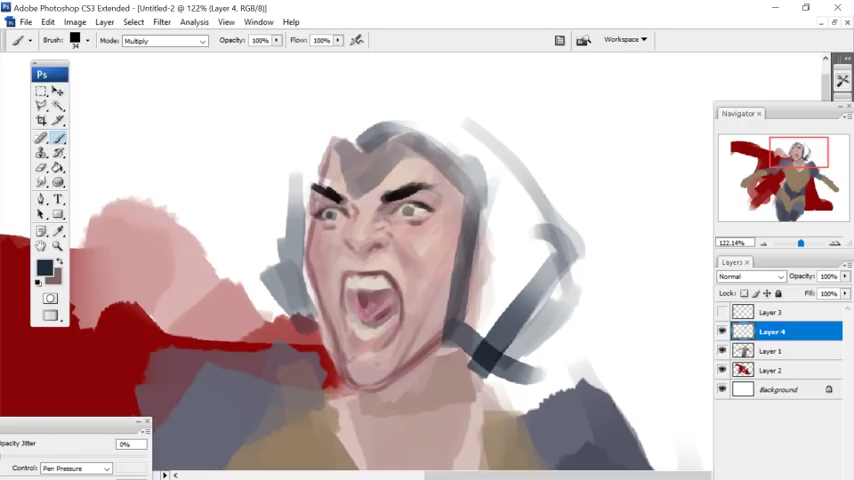 Adobe Photoshop CS3 Extended - [Untitled-2 @ 122% (Layer 4, RGB/8)]
File Edit Image Layer Select Filter Analysis View Window Help
Brush: 34 Mode: Multiply Opacity: 100% Flow: 100% Workspace
Ps
T
Navigator
122.14%
Layers
Normal Opacity: 100%
Lock: Fill: 100%
Layer 3
Layer 4
Layer 1
Layer 2
Background
Opacity Jitter 0%
Control: Pen Pressure